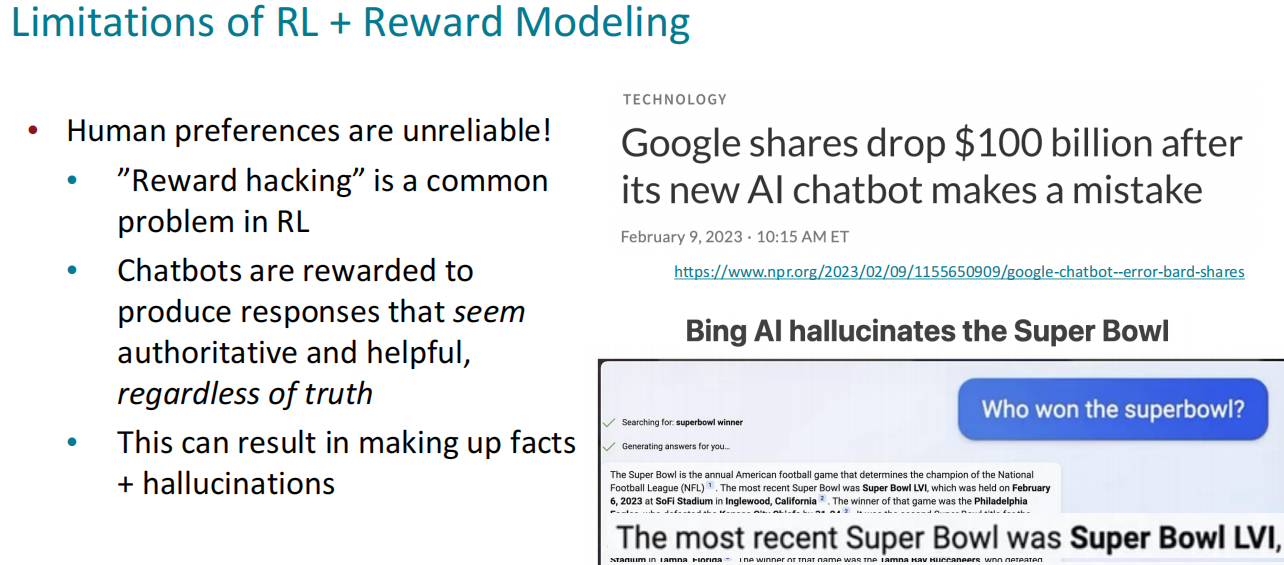 Limitations of RL + Reward Modeling
• Human preferences are unreliable!
• ”Reward hacking” is a common
problem in RL
• Chatbots are rewarded to
produce responses that seem
authoritative and helpful,
regardless of truth
• This can result in making up facts
+ hallucinations
TECHNOLOGY
Google shares drop $100 billion after
its new AI chatbot makes a mistake
February 9, 2023 · 10:15 AM ET
https://www.npr.org/2023/02/09/1155650909/google-chatbot--error-bard-shares
Bing AI hallucinates the Super Bowl
Who won the superbowl?
Searching for: superbowl winner
Generating answers for you...
The Super Bowl is the annual American football game that determines the champion of the National
Football League (NFL) 1 . The most recent Super Bowl was Super Bowl LVI, which was held on February
6, 2023 at SoFi Stadium in Inglewood, California 2 . The winner of that game was the Philadelphia
The most recent Super Bowl was Super Bowl LVI,
Stadium in Tampa, Florida The winner of that game was the Tampa Bay Buccaneers, who defeated